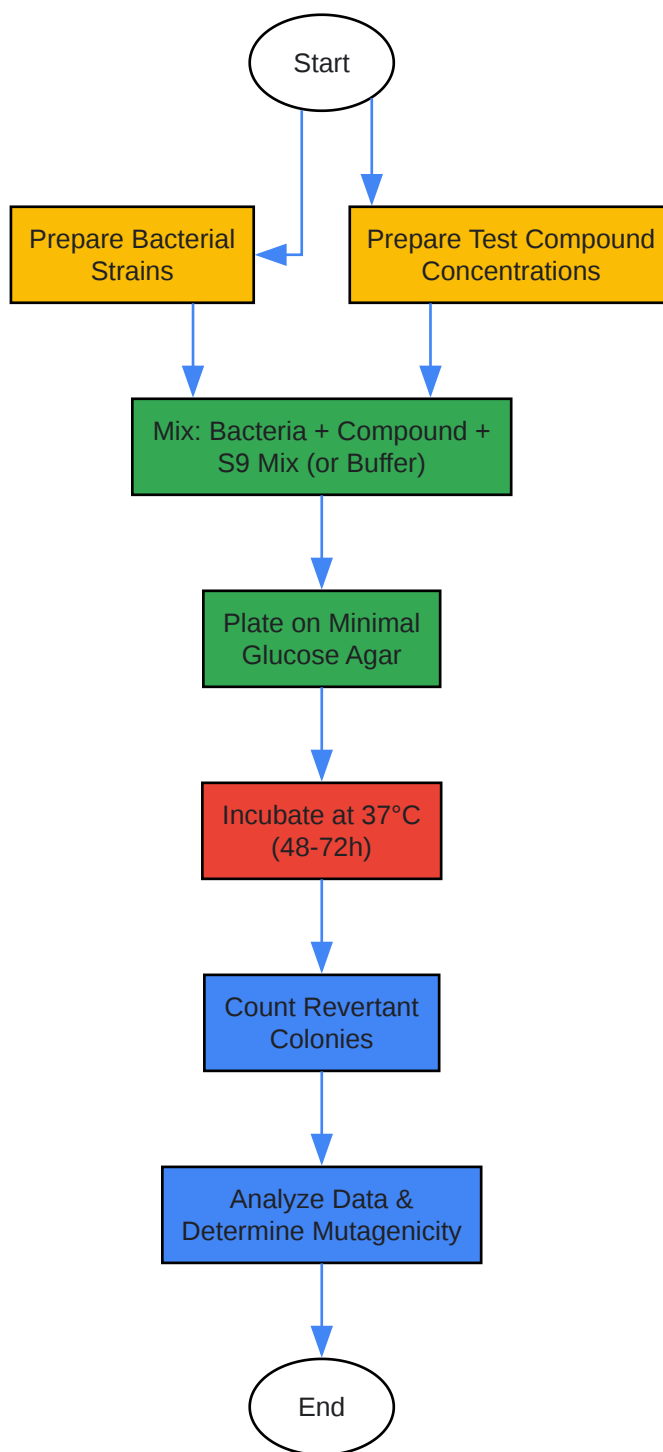 Start
Prepare Bacterial
Strains
Prepare Test Compound
Concentrations
Mix: Bacteria + Compound +
S9 Mix (or Buffer)
Plate on Minimal
Glucose Agar
Incubate at 37°C
(48-72h)
Count Revertant
Colonies
Analyze Data &
Determine Mutagenicity
End